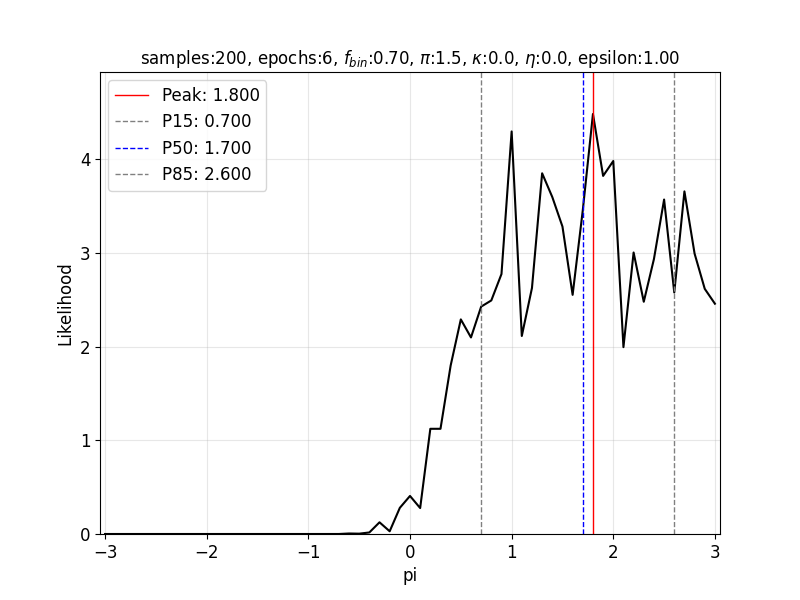 samples:200, epochs:6, f_bin:0.70, π:1.5, κ:0.0, η:0.0, epsilon:1.00
Peak: 1.800
P15: 0.700
P50: 1.700
P85: 2.600
Likelihood
4
3
2
1
0
−3 −2 −1 0 1 2 3
pi